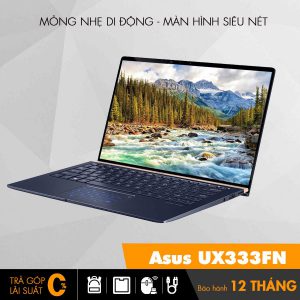 MỎNG NHẸ DI ĐỘNG - MÀN HÌNH SIÊU NÉT
Asus UX333FN
TRẢ GÓP
LÃI SUẤT
Bảo hành 12 THÁNG